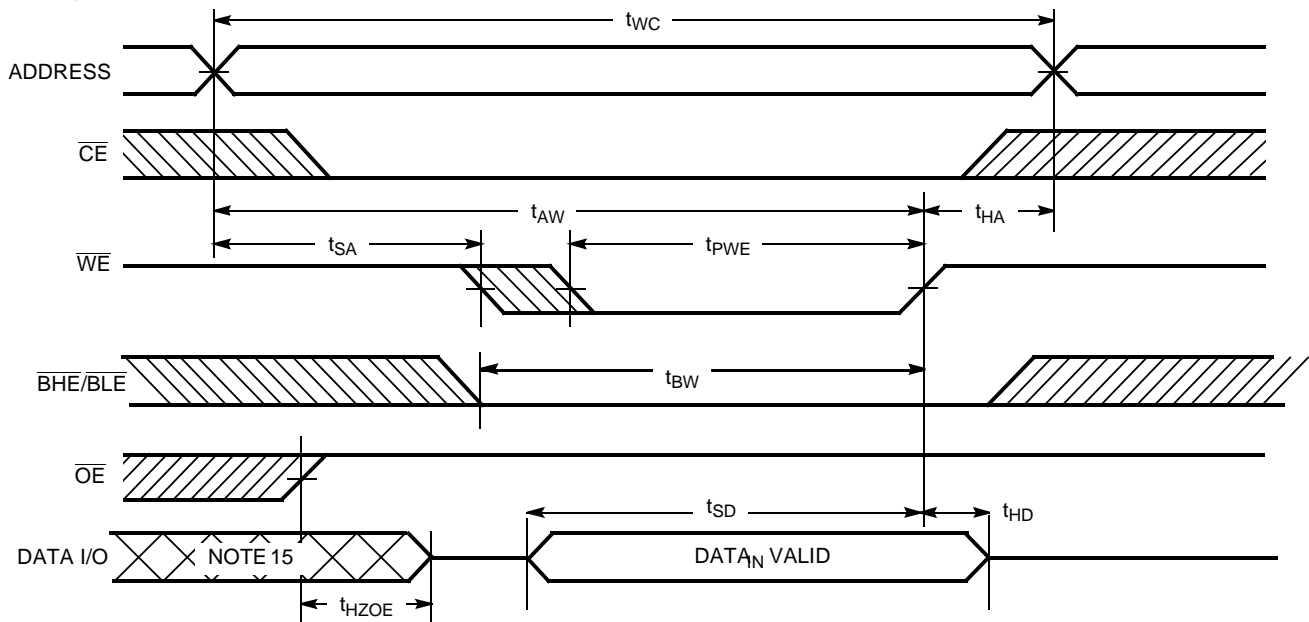 tWC
ADDRESS
CE
tAW
tHA
tSA
tPWE
WE
BHE/BLE
tBW
OE
tSD
tHD
DATA I/O
NOTE 15
DATAIN VALID
tHZOE